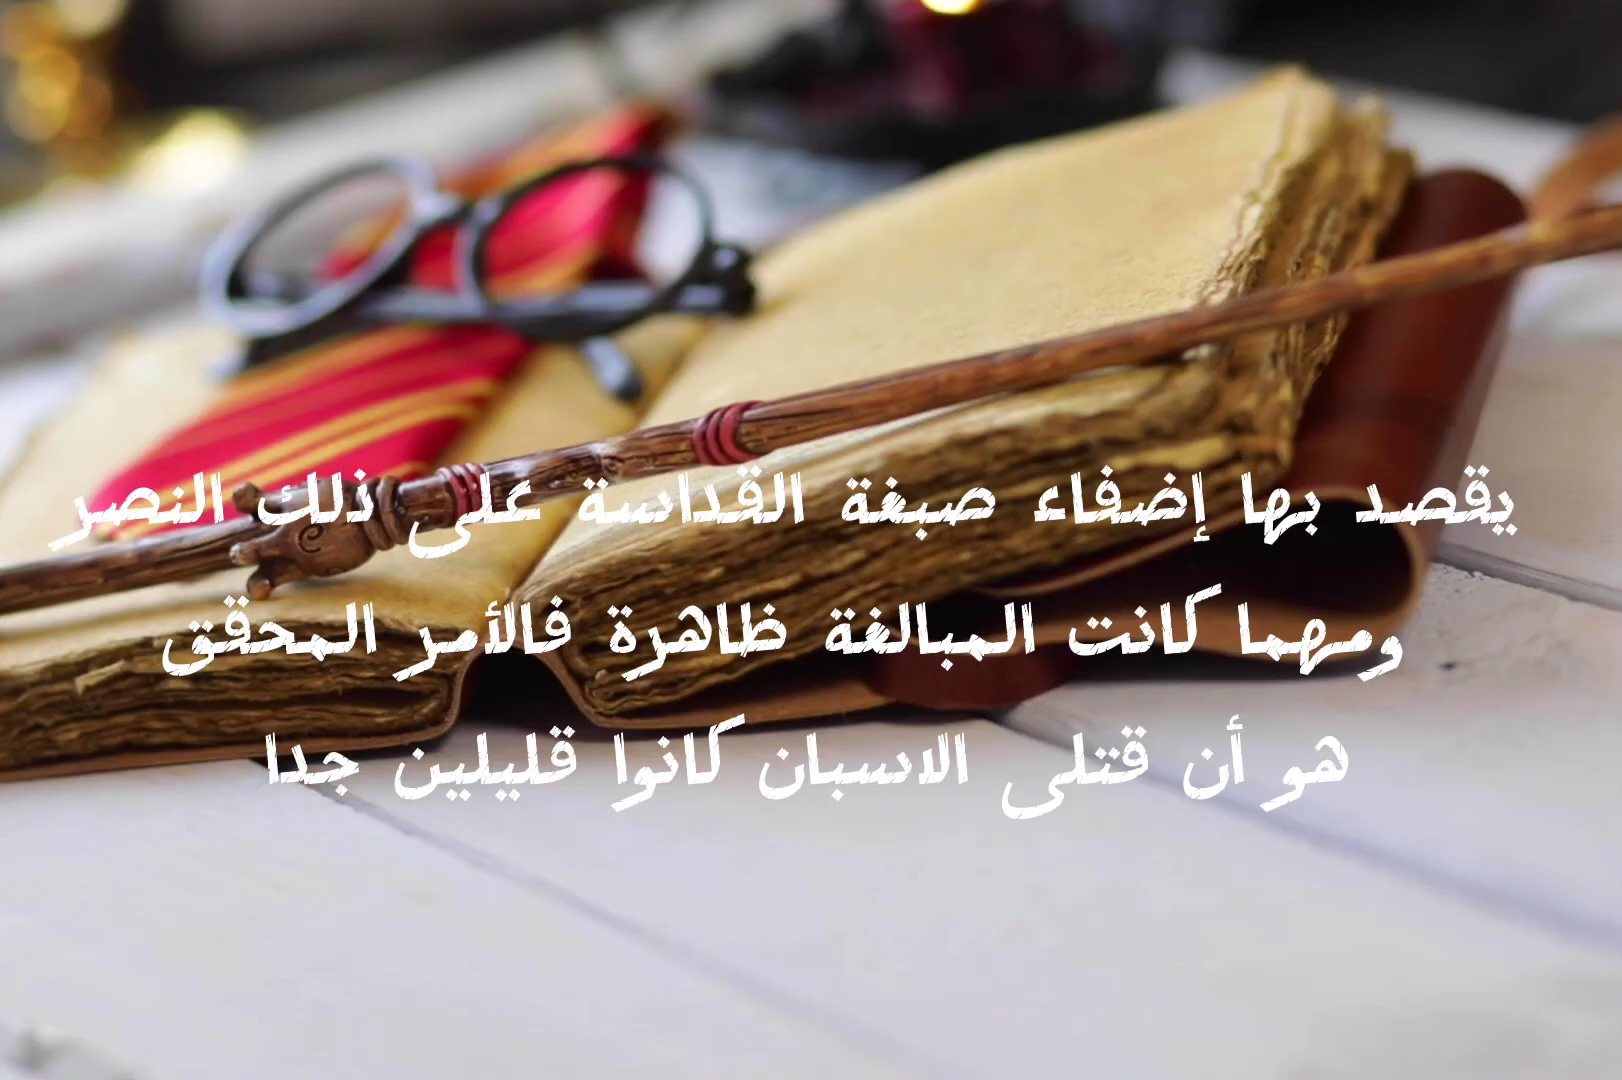 يقصد بها إضفاء صبغة القداسة على ذلك النصر
ومهما كانت المبالغة ظاهرة فالأمر المحقق
هو أن قتلى الاسبان كانوا قليلين جدا